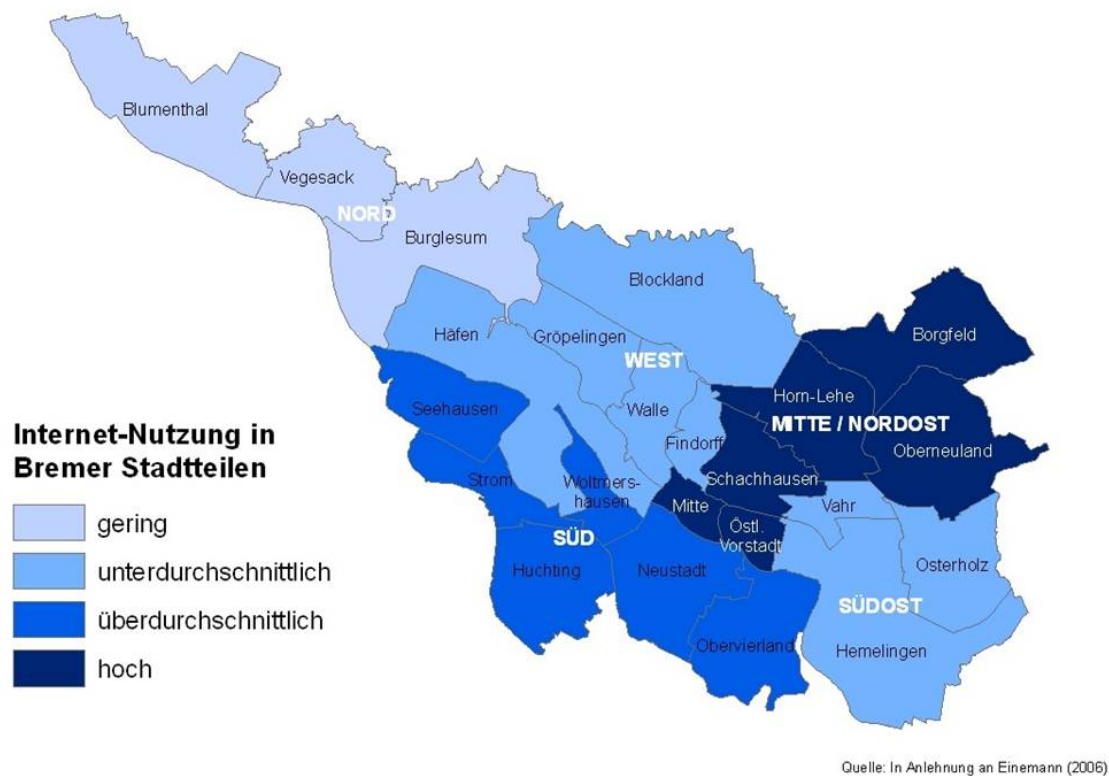 Blumenthal
Vegesack
NORD
Burglesum
Blockland
Häfen
Gröpelingen
Borgfeld
WEST
Horn-Lehe
Seehausen
Walle
MITTE / NORDOST
Findorff
Oberneuland
Strom
Woltmers-
hausen
Schachhausen
Mitte
Vahr
Östl.
Vorstadt
SÜD
Huchting
Neustadt
Osterholz
SÜDOST
Obervierland
Hemelingen
Internet-Nutzung in
Bremer Stadtteilen
gering
unterdurchschnittlich
überdurchschnittlich
hoch
Quelle: In Anlehnung an Einemann (2006)